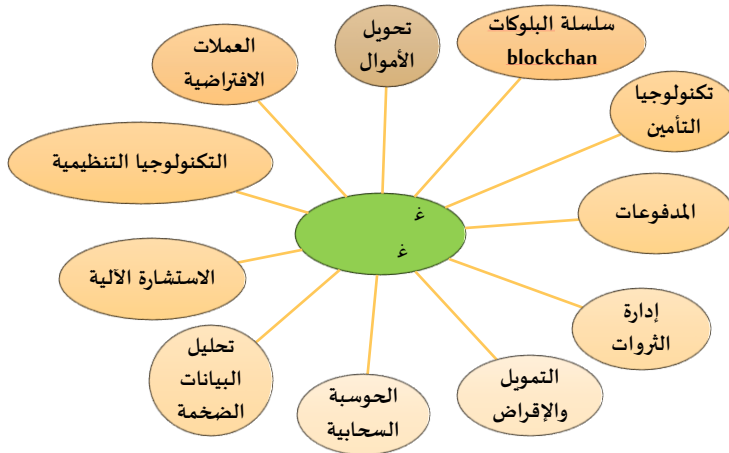 تحويل
الأموال
سلسلة البلوكات
blockchan
تكنولوجيا
التأمين
المدفوعات
إدارة
الثروات
التمويل
والإقراض
الحوسبة
السحابية
تحليل
البيانات
الضخمة
الاستشارة الآلية
التكنولوجيا التنظيمية
العملات
الافتراضية
غ
غ